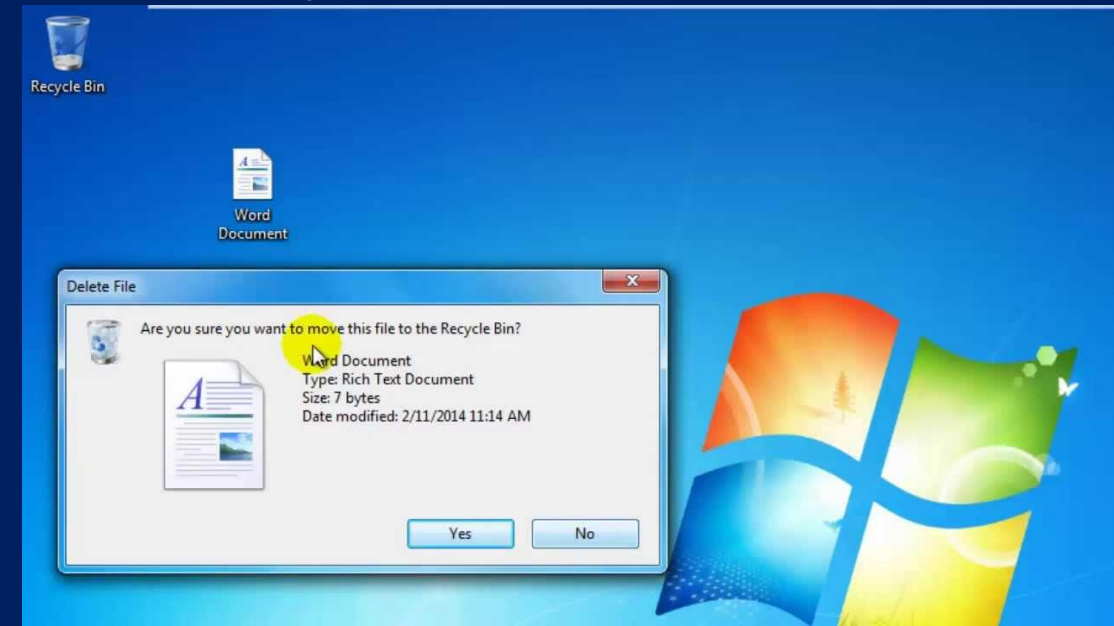 Recycle Bin
Word
Document
Delete File
Are you sure you want to move this file to the Recycle Bin?
Word Document
Type: Rich Text Document
Size: 7 bytes
Date modified: 2/11/2014 11:14 AM
Yes
No